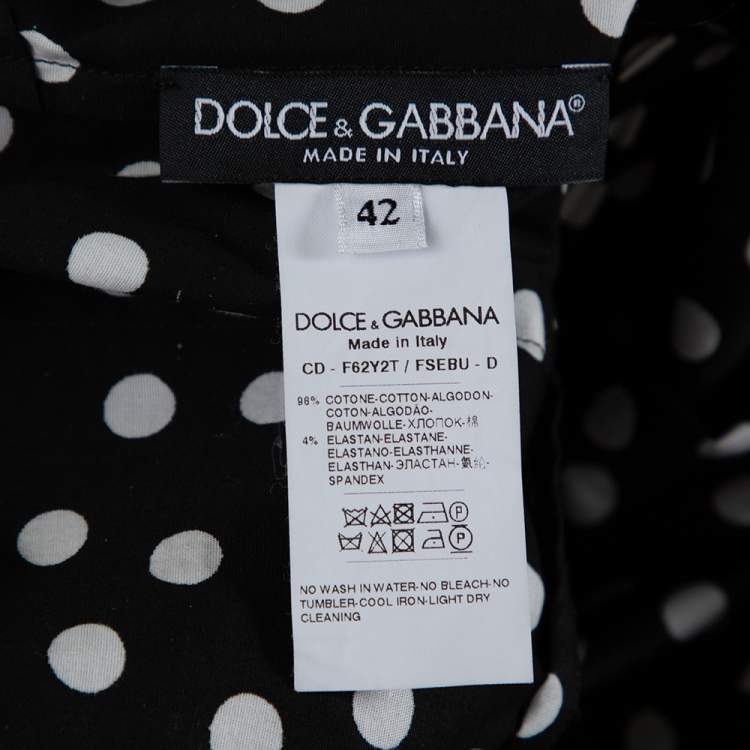 DOLCE & GABBANA®
MADE IN ITALY
42
DOLCE & GABBANA
Made in Italy
CD - F62Y2T / FSEBU - D
96% COTONE-COTTON-ALGODON-
COTON-ALGODÃO-
BAUMWOLLE-ХЛОПОК-棉
4% ELASTAN-ELASTANE-
ELASTANO-ELASTHANNE-
ELASTHAN-ЭЛАСТАН-氨纶-
SPANDEX
P
P
NO WASH IN WATER-NO BLEACH-NO
TUMBLER-COOL IRON-LIGHT DRY
CLEANING